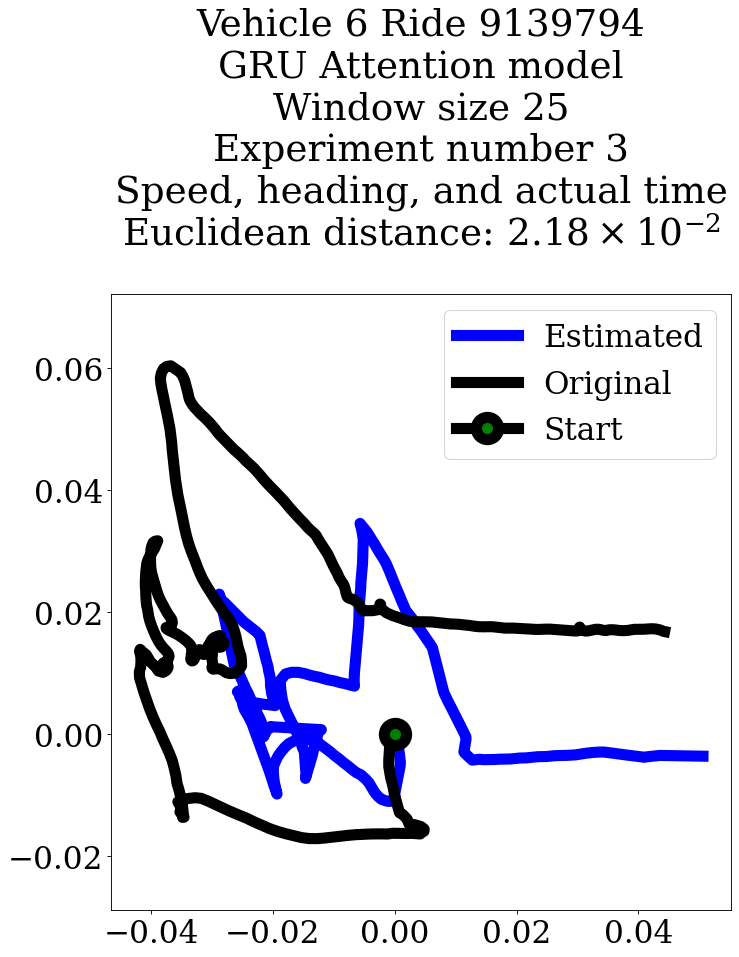 Vehicle 6 Ride 9139794
GRU Attention model
Window size 25
Experiment number 3
Speed, heading, and actual time
Euclidean distance: 2.18 × 10⁻²
Estimated
Original
Start
0.06
0.04
0.02
0.00
−0.02
−0.04 −0.02 0.00 0.02 0.04